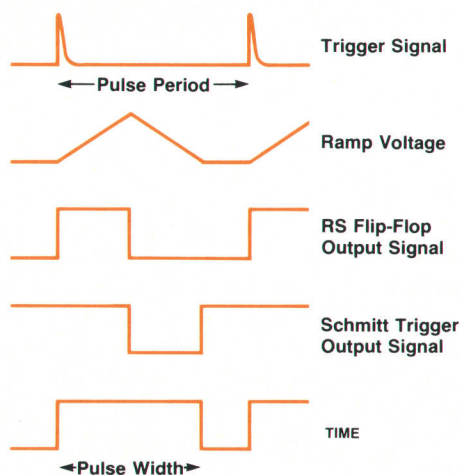 Trigger Signal
Pulse Period
Ramp Voltage
RS Flip-Flop
Output Signal
Schmitt Trigger
Output Signal
TIME
Pulse Width